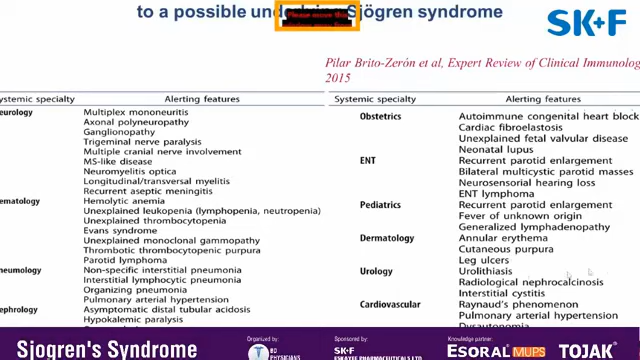 to a possible underlying Sjögren syndrome
SK+F
Pilar Brito-Zerón et al, Expert Review of Clinical Immunolog
2015
ystemic specialty Alerting features
eurology Multiplex mononeuritis
Axonal polyneuropathy
Ganglionopathy
Trigeminal nerve paralysis
Multiple cranial nerve involvement
MS-like disease
Neuromyelitis optica
Longitudinal/transversal myelitis
Recurrent aseptic meningitis
ematology Hemolytic anemia
Unexplained leukopenia (lymphopenia, neutropenia)
Unexplained thrombocytopenia
Evans syndrome
Unexplained monoclonal gammopathy
Thrombotic thrombocytopenic purpura
Parotid lymphoma
neumology Non-specific interstitial pneumonia
Interstitial lymphocytic pneumonia
Organizing pneumonia
Pulmonary arterial hypertension
ephrology Asymptomatic distal tubular acidosis
Hypokalemic paralysis
Systemic specialty Alerting features
Obstetrics Autoimmune congenital heart block
Cardiac fibroelastosis
Unexplained fetal valvular disease
Neonatal lupus
ENT Recurrent parotid enlargement
Bilateral multicystic parotid masses
Neurosensorial hearing loss
ENT lymphoma
Pediatrics Recurrent parotid enlargement
Fever of unknown origin
Generalized lymphadenopathy
Dermatology Annular erythema
Cutaneous purpura
Leg ulcers
Urology Urolithiasis
Radiological nephrocalcinosis
Interstitial cystitis
Cardiovascular Raynaud's phenomenon
Pulmonary arterial hypertension
Dysautonomia
Sjogren's Syndrome
Organized by:
PHYSICIANS
Sponsored by:
SK+F
ESKAYEF PHARMACEUTICALS LTD.
Knowledge partner:
ESORAL MUPS TOJAK